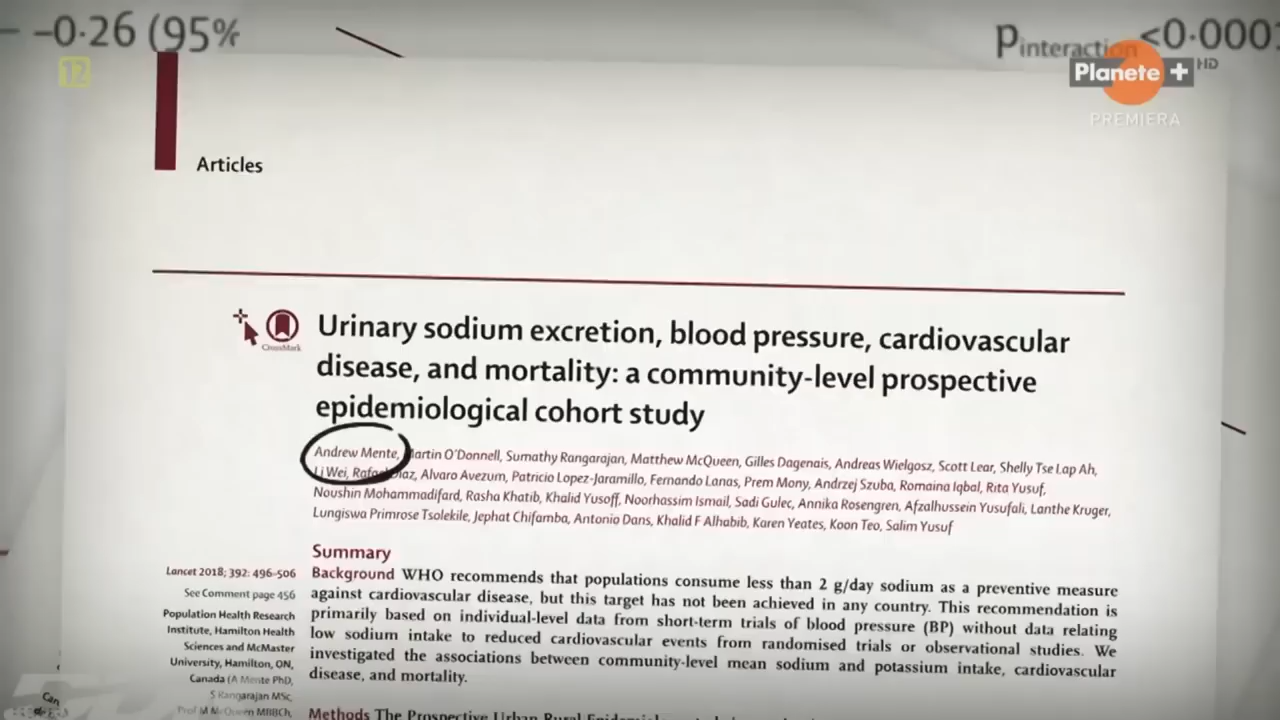 –0·26 (95%
Pinteraction <0·000
12
Planete +
HD
PREMIERA
Articles
CrossMark
Urinary sodium excretion, blood pressure, cardiovascular
disease, and mortality: a community-level prospective
epidemiological cohort study
Andrew Mente, Martin O'Donnell, Sumathy Rangarajan, Matthew McQueen, Gilles Dagenais, Andreas Wielgosz, Scott Lear, Shelly Tse Lap Ah,
Li Wei, Rafael Diaz, Alvaro Avezum, Patricio Lopez-Jaramillo, Fernando Lanas, Prem Mony, Andrzej Szuba, Romaina Iqbal, Rita Yusuf,
Noushin Mohammadifard, Rasha Khatib, Khalid Yusoff, Noorhassim Ismail, Sadi Gulec, Annika Rosengren, Afzalhussein Yusufali, Lanthe Kruger,
Lungiswa Primrose Tsolekile, Jephat Chifamba, Antonio Dans, Khalid F Alhabib, Karen Yeates, Koon Teo, Salim Yusuf
Summary
Background WHO recommends that populations consume less than 2 g/day sodium as a preventive measure
against cardiovascular disease, but this target has not been achieved in any country. This recommendation is
primarily based on individual-level data from short-term trials of blood pressure (BP) without data relating
low sodium intake to reduced cardiovascular events from randomised trials or observational studies. We
investigated the associations between community-level mean sodium and potassium intake, cardiovascular
disease, and mortality.
Methods The Prospective Urban Rural
Lancet 2018; 392: 496–506
See Comment page 456
Population Health Research
Institute, Hamilton Health
Sciences and McMaster
University, Hamilton, ON,
Canada (A Mente PhD,
S Rangarajan MSc,
Prof M McQueen MBBCh,
Can